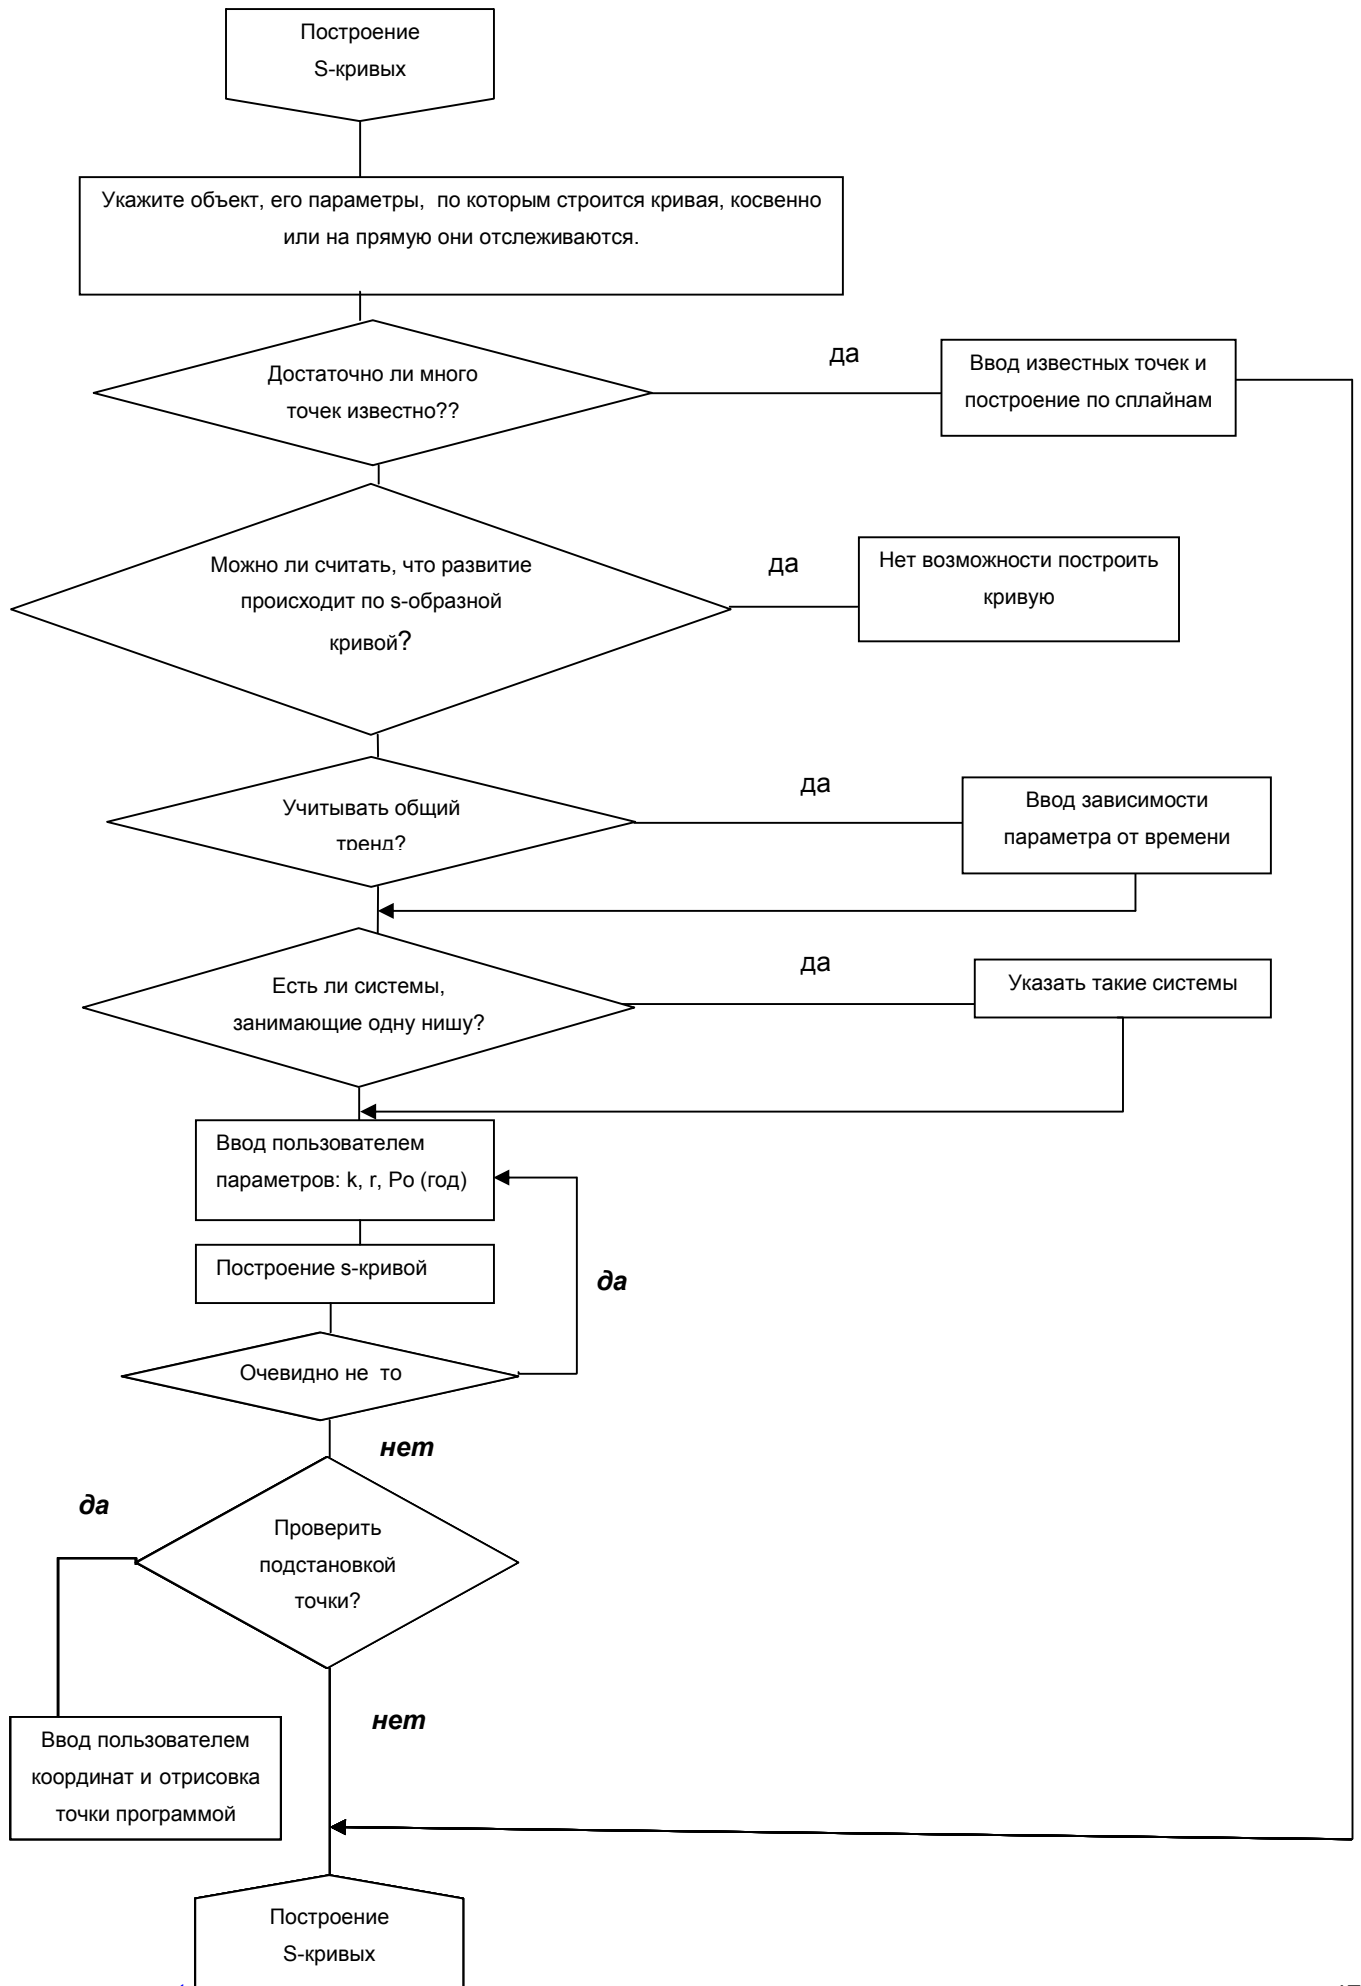 Построение
S-кривых
Укажите объект, его параметры, по которым строится кривая, косвенно
или на прямую они отслеживаются.
Достаточно ли много
точек известно??
да
Ввод известных точек и
построение по сплайнам
Можно ли считать, что развитие
происходит по s-образной
кривой?
да
Нет возможности построить
кривую
Учитывать общий
тренд?
да
Ввод зависимости
параметра от времени
Есть ли системы,
занимающие одну нишу?
да
Указать такие системы
Ввод пользователем
параметров: k, r, Po (год)
Построение s-кривой
да
Очевидно не то
нет
да
Проверить
подстановкой
точки?
нет
Ввод пользователем
координат и отрисовка
точки программой
Построение
S-кривых